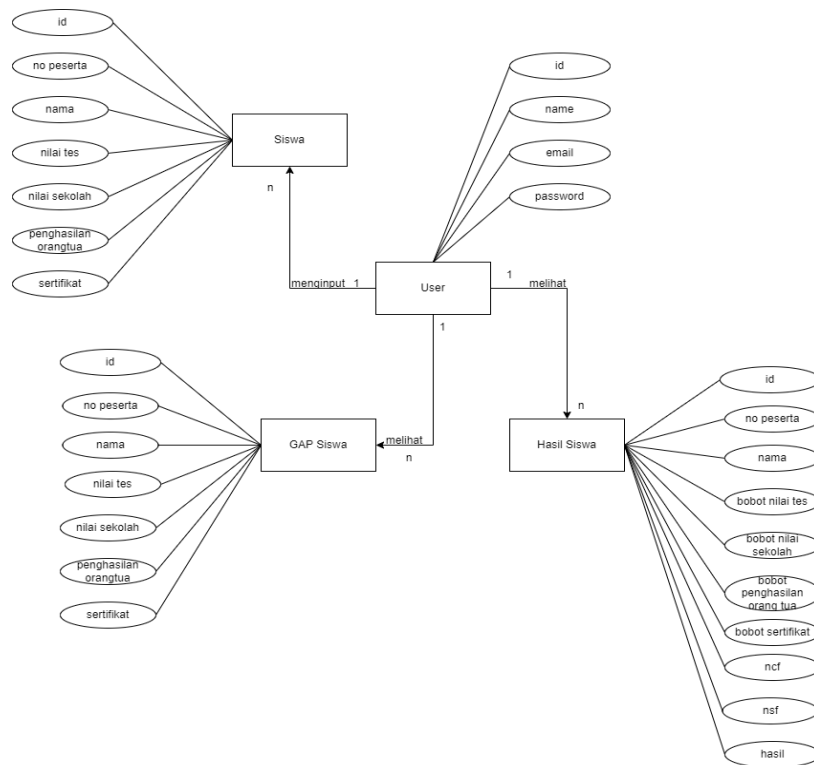 id
no peserta
nama
nilai tes
nilai sekolah
penghasilan
orangtua
sertifikat
Siswa
n
id
name
email
password
User
menginput
1
1
melihat
n
1
melihat
n
id
no peserta
nama
nilai tes
nilai sekolah
penghasilan
orangtua
sertifikat
GAP Siswa
Hasil Siswa
id
no peserta
nama
bobot nilai tes
bobot nilai
sekolah
bobot
penghasilan
orang tua
bobot sertifikat
ncf
nsf
hasil